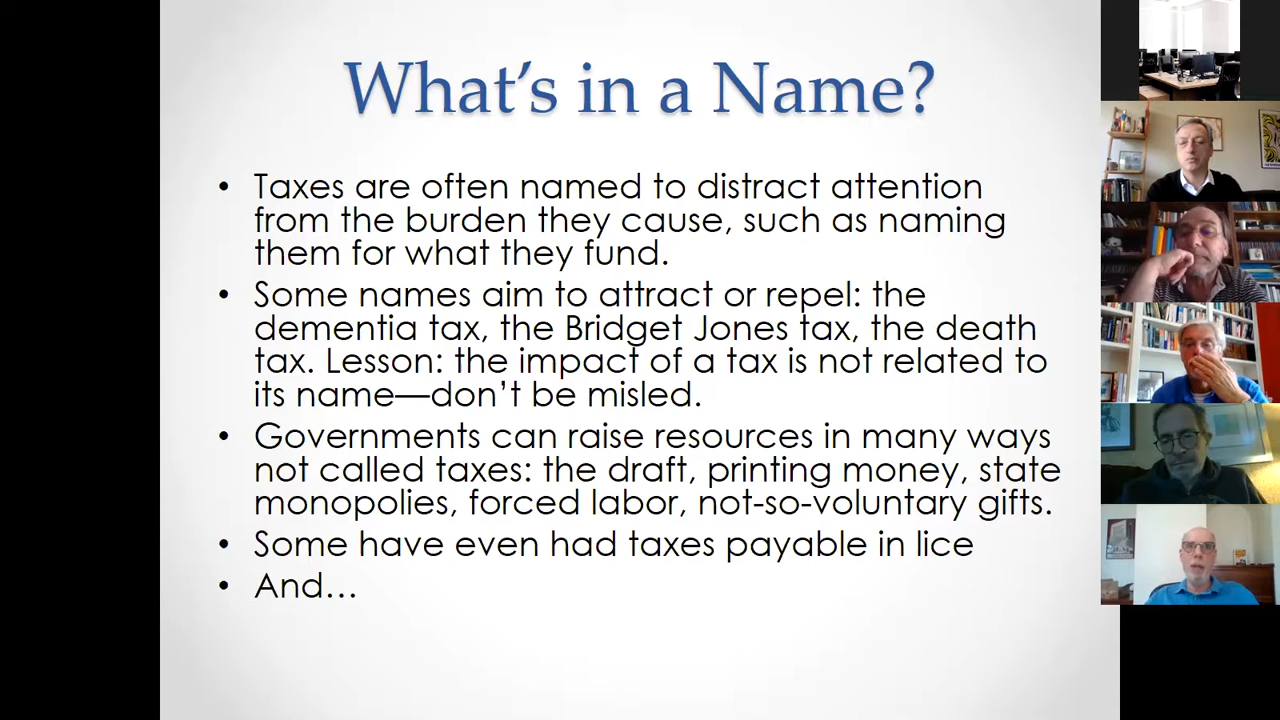 What's in a Name?
• Taxes are often named to distract attention
from the burden they cause, such as naming
them for what they fund.
• Some names aim to attract or repel: the
dementia tax, the Bridget Jones tax, the death
tax. Lesson: the impact of a tax is not related to
its name—don't be misled.
• Governments can raise resources in many ways
not called taxes: the draft, printing money, state
monopolies, forced labor, not-so-voluntary gifts.
• Some have even had taxes payable in lice
• And…